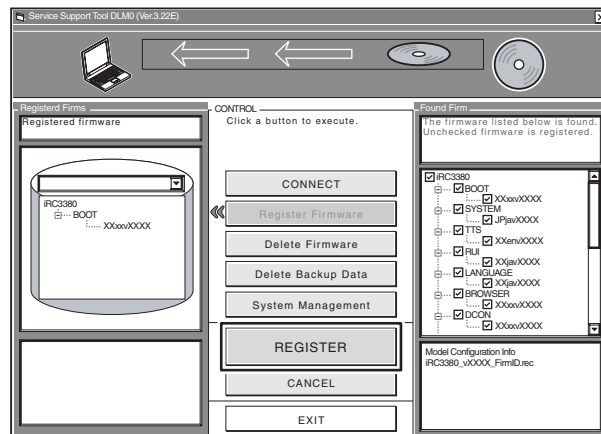 Service Support Tool DLM0 (Ver.3.22E)
Registerd Firms
Registered firmware
iRC3380
BOOT
XXxxvXXXX
CONTROL
Click a button to execute.
CONNECT
Register Firmware
Delete Firmware
Delete Backup Data
System Management
REGISTER
CANCEL
EXIT
Found Firm
The firmware listed below is found.
Unchecked firmware is registered.
iRC3380
BOOT
XXxxvXXXX
SYSTEM
JPjavXXXX
TTS
XXenvXXXX
RUI
XXjavXXXX
LANGUAGE
XXjavXXXX
BROWSER
XXxxvXXXX
DCON
XXxxvXXXX
Model Configuration Info
iRC3380_vXXXX_FirmID.rec